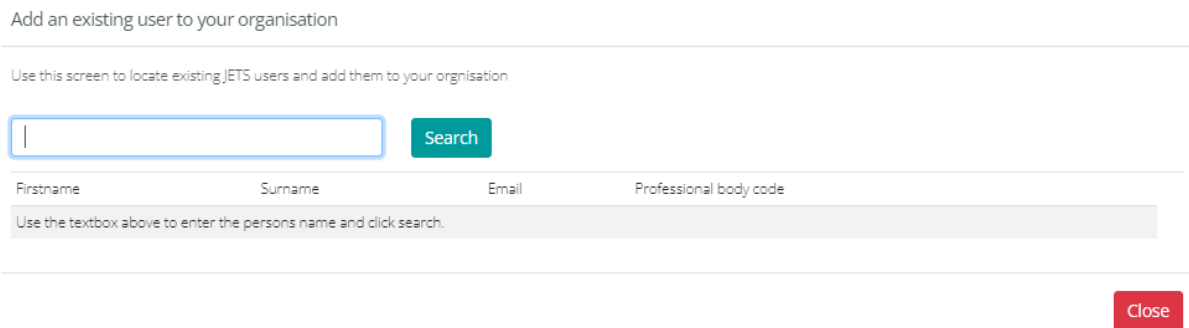 Add an existing user to your organisation
Use this screen to locate existing JETS users and add them to your orgnisation
Search
Firstname Surname Email Professional body code
Use the textbox above to enter the persons name and click search.
Close